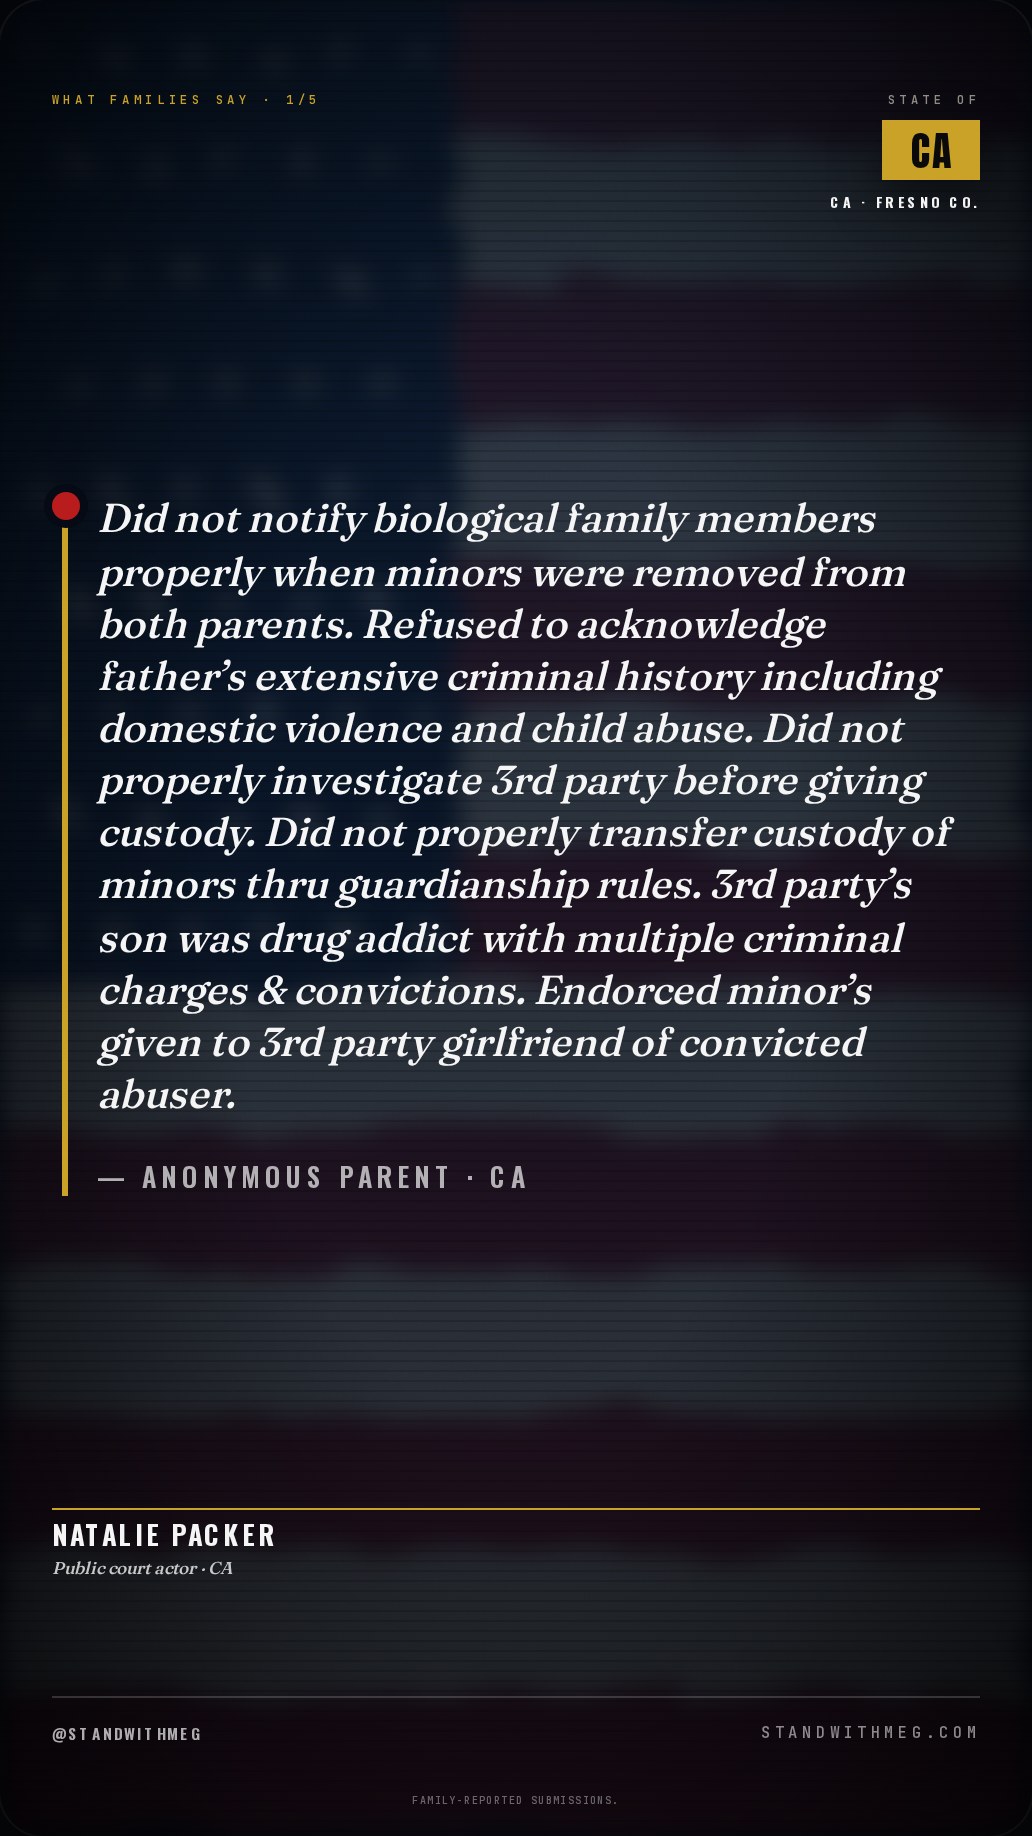 WHAT FAMILIES SAY · 1/5
STATE OF
CA
CA · FRESNO CO.
Did not notify biological family members
properly when minors were removed from
both parents. Refused to acknowledge
father’s extensive criminal history including
domestic violence and child abuse. Did not
properly investigate 3rd party before giving
custody. Did not properly transfer custody of
minors thru guardianship rules. 3rd party’s
son was drug addict with multiple criminal
charges & convictions. Endorced minor’s
given to 3rd party girlfriend of convicted
abuser.
— ANONYMOUS PARENT · CA
NATALIE PACKER
Public court actor · CA
@STANDWITHMEG
STANDWITHMEG.COM
FAMILY-REPORTED SUBMISSIONS.